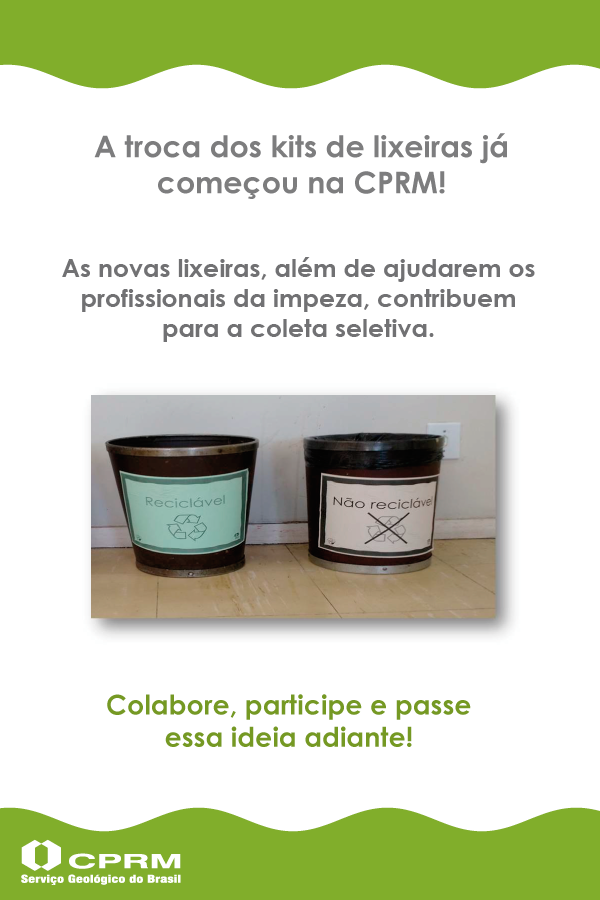 A troca dos kits de lixeiras já
começou na CPRM!
As novas lixeiras, além de ajudarem os
profissionais da impeza, contribuem
para a coleta seletiva.
Reciclável
Não reciclável
Colabore, participe e passe
essa ideia adiante!
CPRM
Serviço Geológico do Brasil